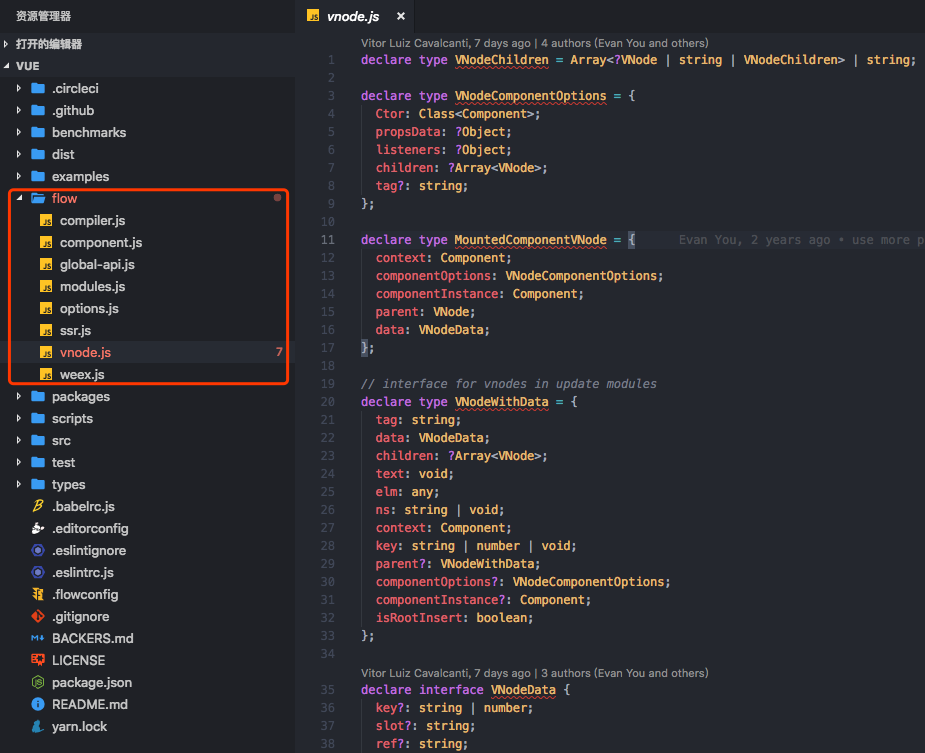 资源管理器
打开的编辑器
VUE
.circleci
.github
benchmarks
dist
examples
flow
compiler.js
component.js
global-api.js
modules.js
options.js
ssr.js
vnode.js 7
weex.js
packages
scripts
src
test
types
.babelrc.js
.editorconfig
.eslintignore
.eslintrc.js
.flowconfig
.gitignore
BACKERS.md
LICENSE
package.json
README.md
yarn.lock
JS vnode.js ×
Vitor Luiz Cavalcanti, 7 days ago | 4 authors (Evan You and others)
1 declare type VNodeChildren = Array<?VNode | string | VNodeChildren> | string;
2
3 declare type VNodeComponentOptions = {
4 Ctor: Class<Component>;
5 propsData: ?Object;
6 listeners: ?Object;
7 children: ?Array<VNode>;
8 tag?: string;
9 };
10
11 declare type MountedComponentVNode = { Evan You, 2 years ago • use more p
12 context: Component;
13 componentOptions: VNodeComponentOptions;
14 componentInstance: Component;
15 parent: VNode;
16 data: VNodeData;
17 };
18
19 // interface for vnodes in update modules
20 declare type VNodeWithData = {
21 tag: string;
22 data: VNodeData;
23 children: ?Array<VNode>;
24 text: void;
25 elm: any;
26 ns: string | void;
27 context: Component;
28 key: string | number | void;
29 parent?: VNodeWithData;
30 componentOptions?: VNodeComponentOptions;
31 componentInstance?: Component;
32 isRootInsert: boolean;
33 };
34
Vitor Luiz Cavalcanti, 7 days ago | 3 authors (Evan You and others)
35 declare interface VNodeData {
36 key?: string | number;
37 slot?: string;
38 ref?: string;